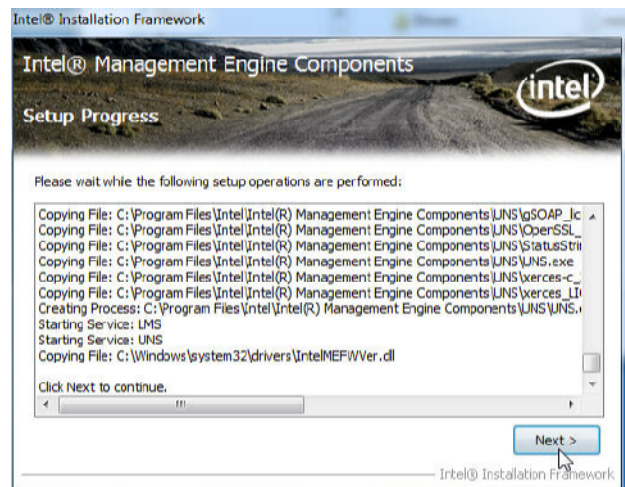 Intel® Installation Framework
Intel® Management Engine Components
intel
Setup Progress
Please wait while the following setup operations are performed:
Copying File: C:\Program Files\Intel\Intel(R) Management Engine Components\UNS\gSOAP_lic
Copying File: C:\Program Files\Intel\Intel(R) Management Engine Components\UNS\OpenSSL_
Copying File: C:\Program Files\Intel\Intel(R) Management Engine Components\UNS\StatusStrin
Copying File: C:\Program Files\Intel\Intel(R) Management Engine Components\UNS\UNS.exe
Copying File: C:\Program Files\Intel\Intel(R) Management Engine Components\UNS\xerces-c_
Copying File: C:\Program Files\Intel\Intel(R) Management Engine Components\UNS\xerces_LI
Creating Process: C:\Program Files\Intel\Intel(R) Management Engine Components\UNS\UNS.
Starting Service: LMS
Starting Service: UNS
Copying File: C:\Windows\system32\drivers\IntelMEFWVer.dll
Click Next to continue.
Next >
Intel® Installation Framework